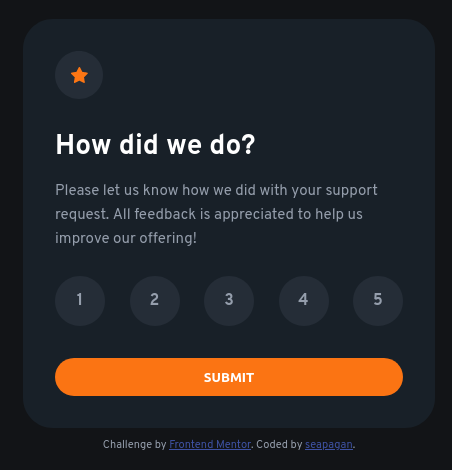 How did we do?
Please let us know how we did with your support
request. All feedback is appreciated to help us
improve our offering!
1 2 3 4 5
SUBMIT
Challenge by Frontend Mentor. Coded by seapagan.